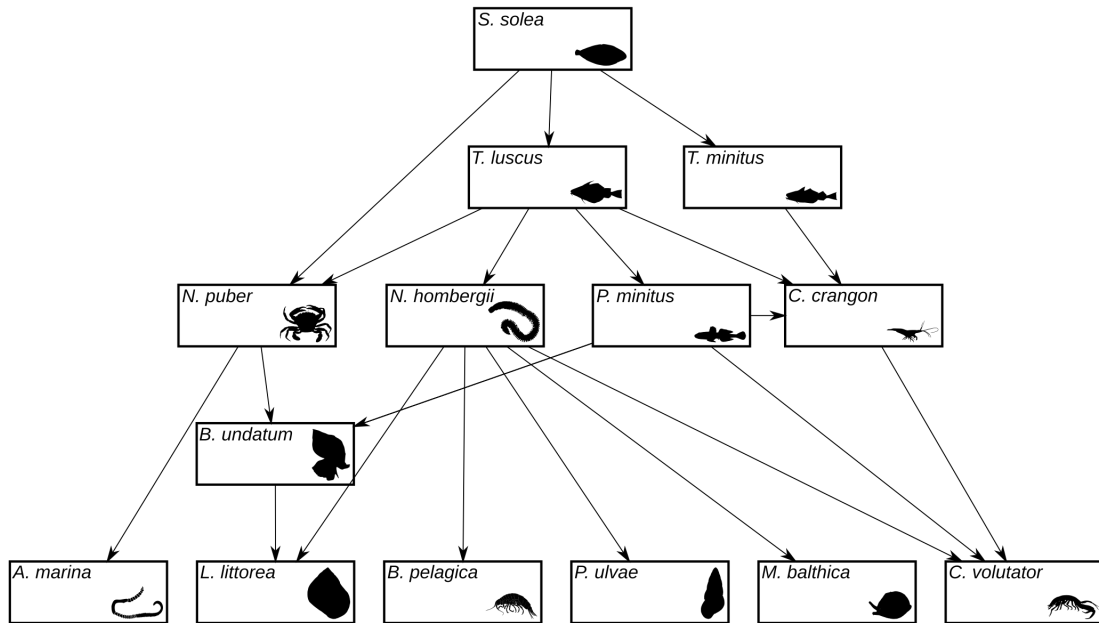 S. solea
T. luscus
T. minitus
N. puber
N. hombergii
P. minitus
C. crangon
B. undatum
A. marina
L. littorea
B. pelagica
P. ulvae
M. balthica
C. volutator